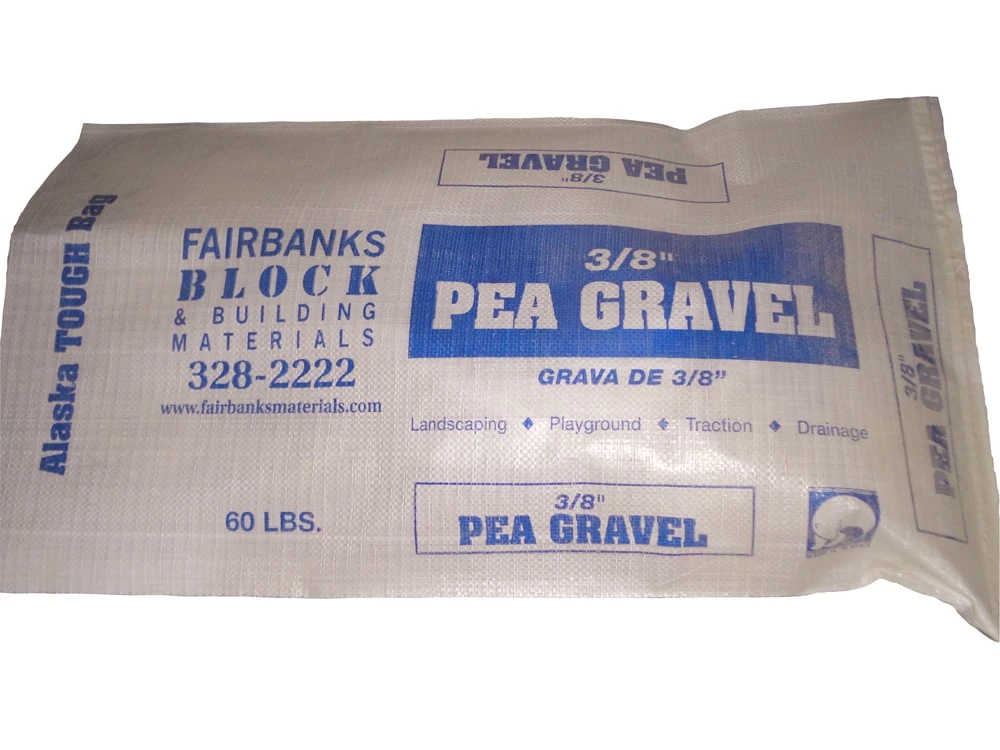 3/8"
PEA GRAVEL
Alaska TOUGH Bag
FAIRBANKS
BLOCK
& BUILDING
MATERIALS
328-2222
www.fairbanksmaterials.com
60 LBS.
3/8"
PEA GRAVEL
GRAVA DE 3/8”
Landscaping ◆ Playground ◆ Traction ◆ Drainage
3/8"
PEA GRAVEL
3/8"
PEA GRAVEL